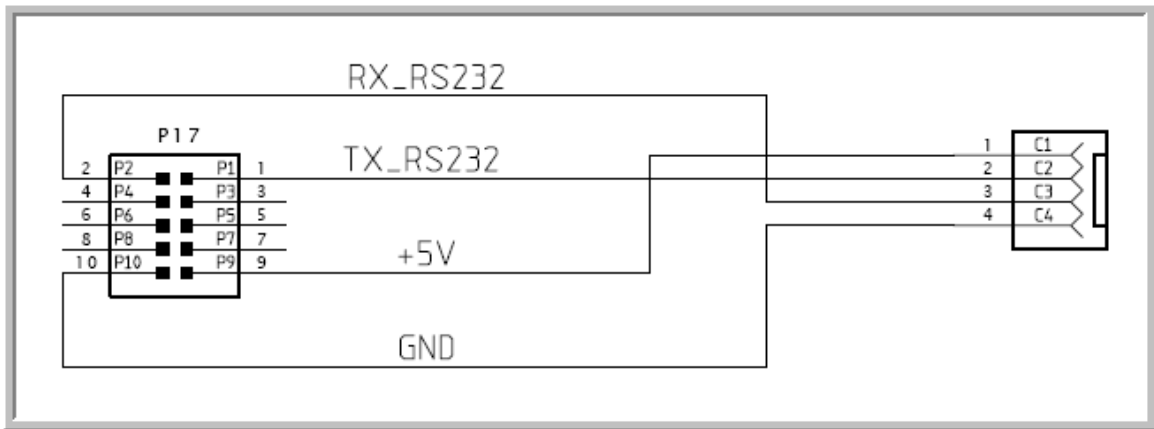 RX_RS232
P17
TX_RS232
1 C1
2 P2 P1 1
2 C2
4 P4 P3 3
3 C3
6 P6 P5 5
4 C4
8 P8 P7 7
10 P10 P9 9
+5V
GND